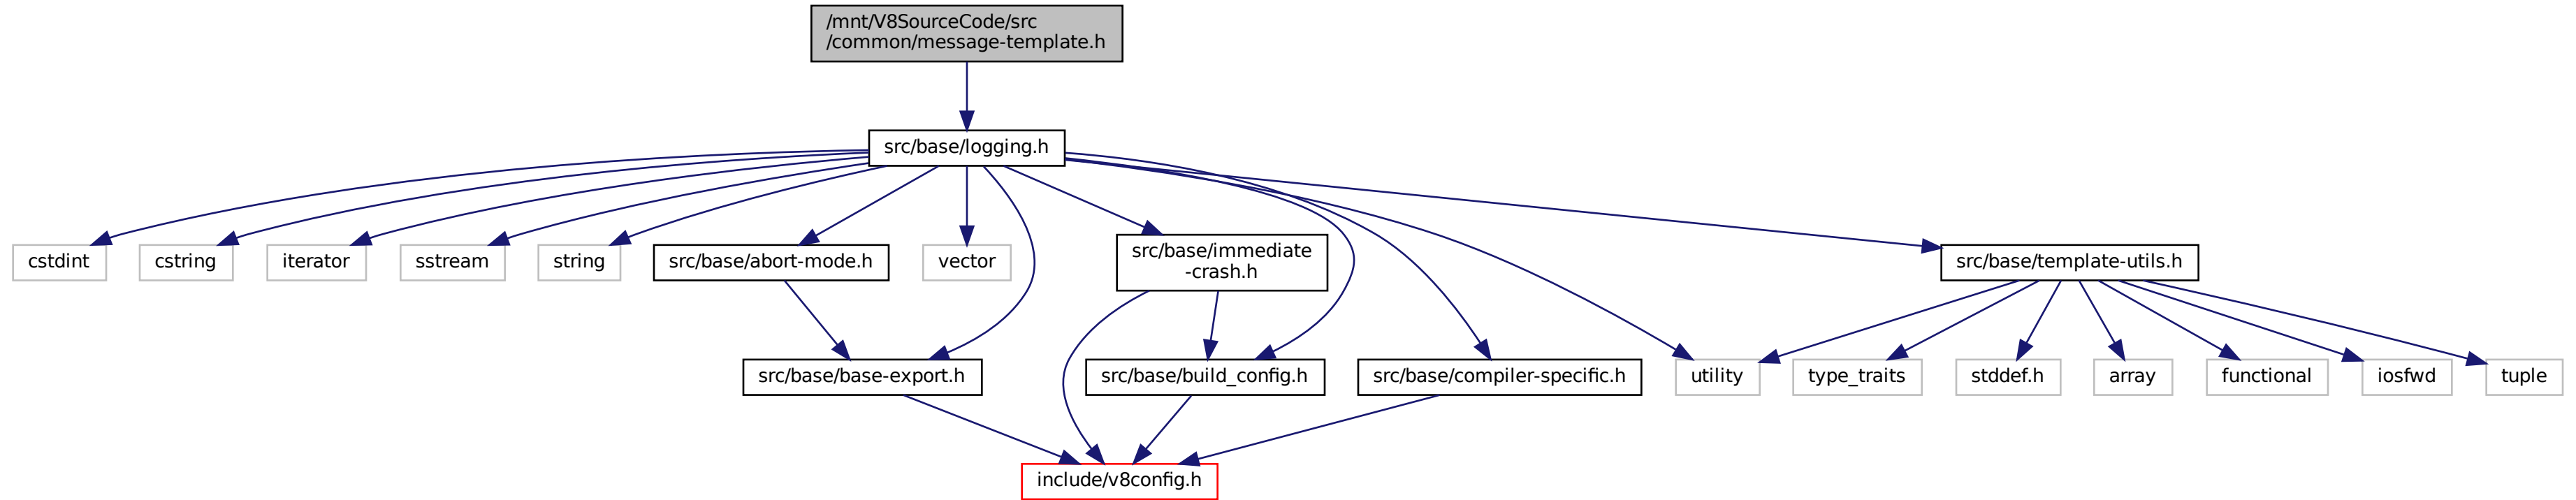 /mnt/V8SourceCode/src
/common/message-template.h
src/base/logging.h
cstdint
cstring
iterator
sstream
string
src/base/abort-mode.h
vector
src/base/immediate
-crash.h
src/base/template-utils.h
src/base/base-export.h
src/base/build_config.h
src/base/compiler-specific.h
utility
type_traits
stddef.h
array
functional
iosfwd
tuple
include/v8config.h